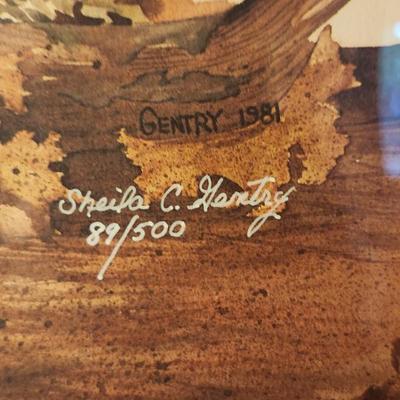 GENTRY 1981
Sheila C. Gentry
89/500